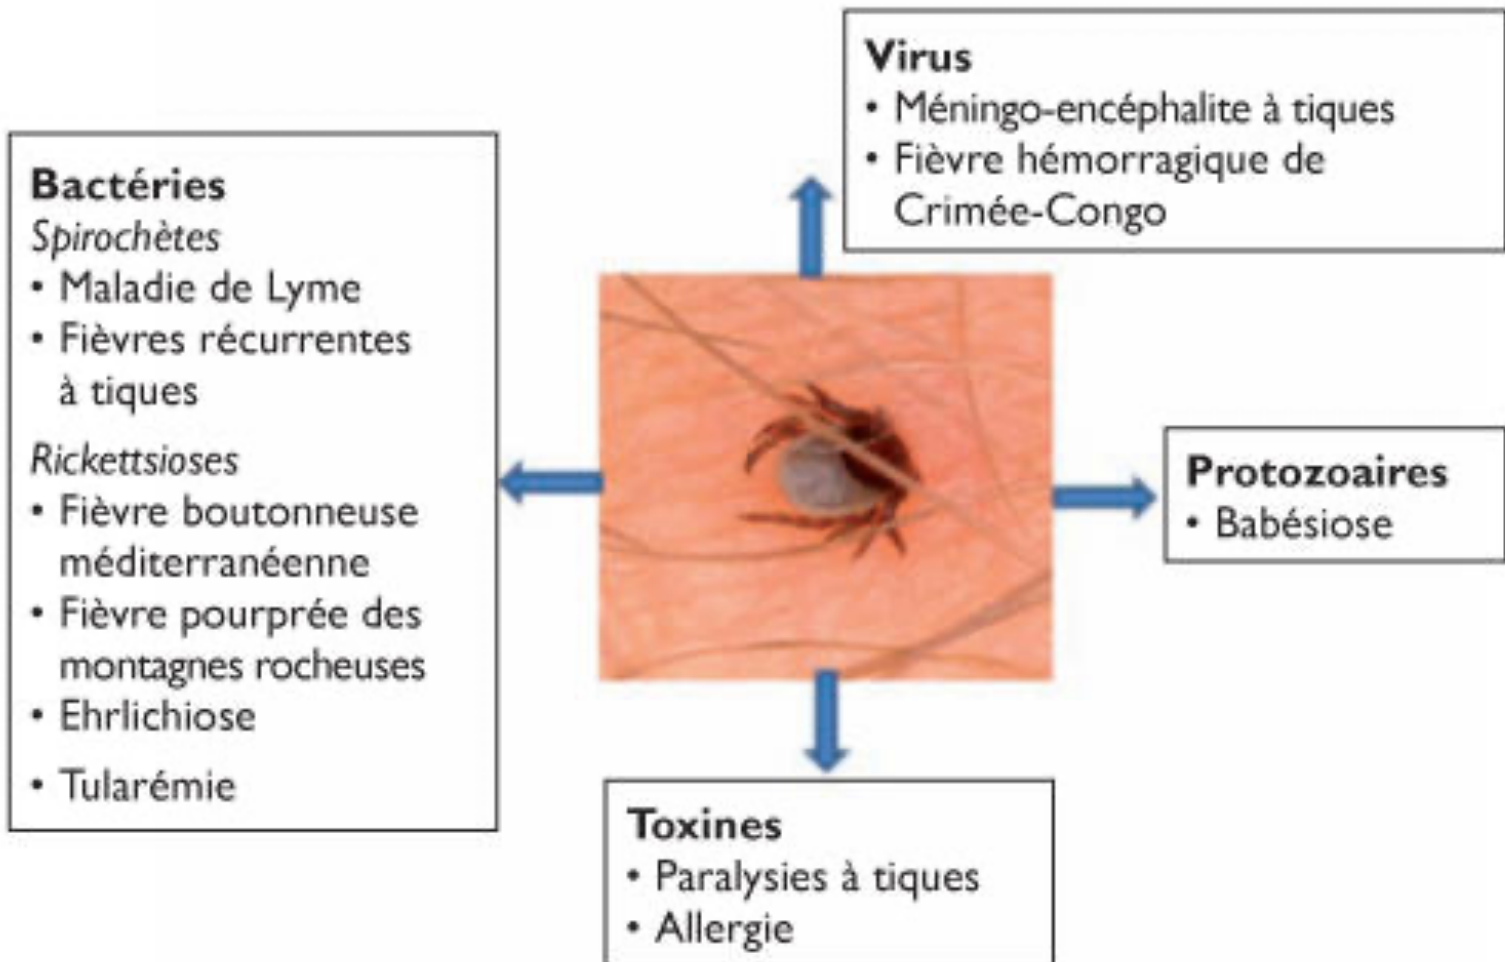 Virus
• Méningo-encéphalite à tiques
• Fièvre hémorragique de
Crimée-Congo
Bactéries
Spirochètes
• Maladie de Lyme
• Fièvres récurrentes
à tiques
Rickettsioses
• Fièvre boutonneuse
méditerranéenne
• Fièvre pourprée des
montagnes rocheuses
• Ehrlichiose
• Tularémie
Protozoaires
• Babésiose
Toxines
• Paralysies à tiques
• Allergie